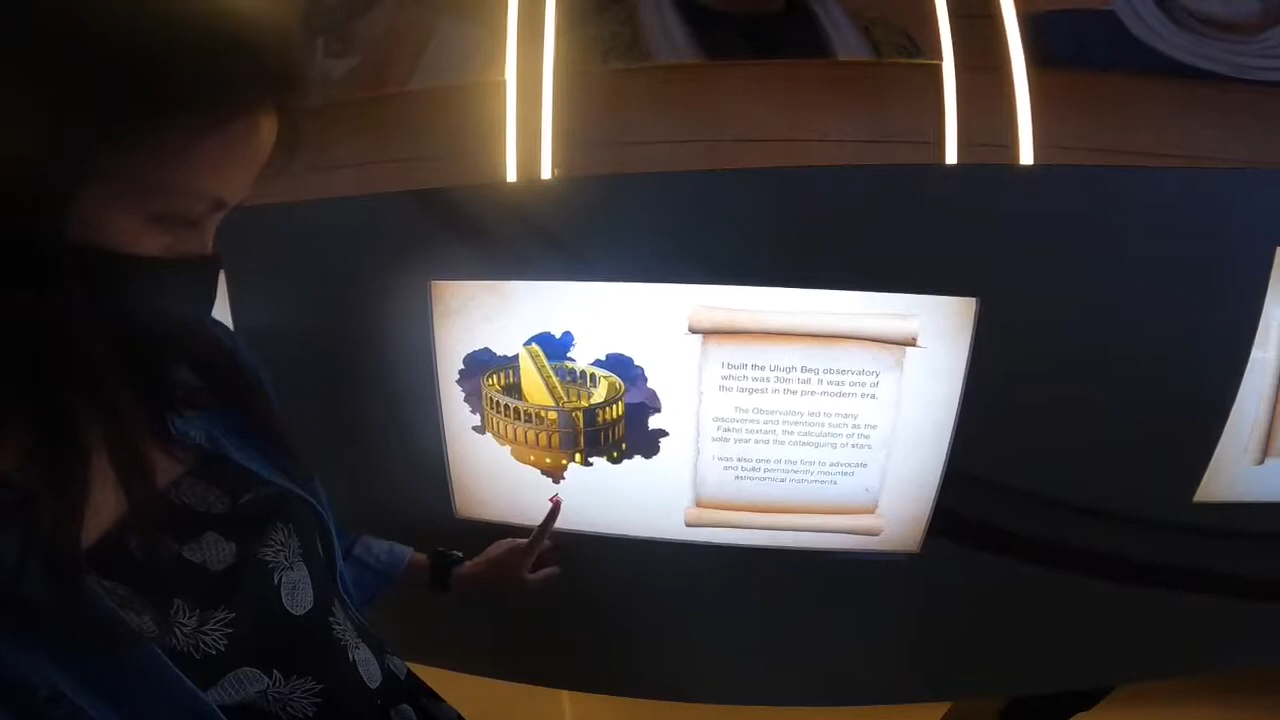 I built the Ulugh Beg observatory
which was 30m tall. It was one of
the largest in the pre-modern era.
The Observatory led to many
discoveries and inventions such as the
Fakhri sextant, the calculation of the
solar year and the cataloguing of stars.
I was also one of the first to advocate
and build permanently mounted
astronomical instruments.